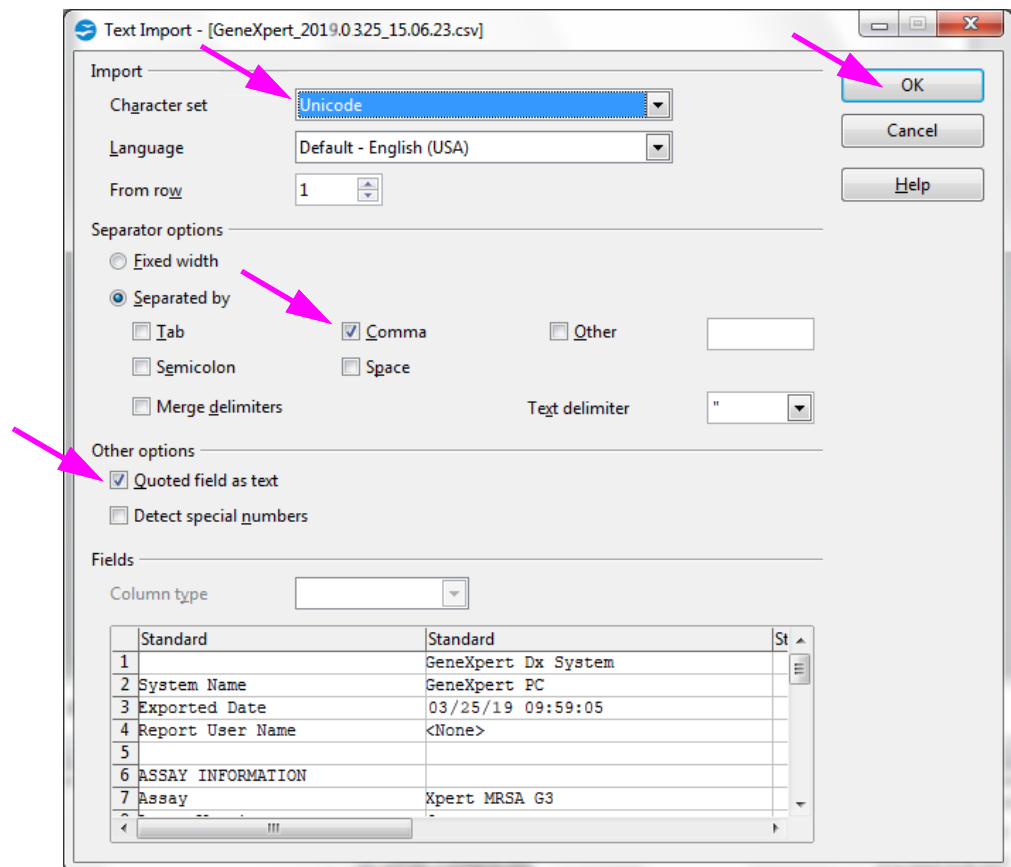 Text Import - [GeneXpert_2019.0325_15.06.23.csv]
Import
OK
Character set
Unicode
Cancel
Language
Default - English (USA)
From row
1
Help
Separator options
Fixed width
Separated by
Tab
Comma
Other
Semicolon
Space
Merge delimiters
Text delimiter
"
Other options
Quoted field as text
Detect special numbers
Fields
Column type
Standard Standard St
1 GeneXpert Dx System
2 System Name GeneXpert PC
3 Exported Date 03/25/19 09:59:05
4 Report User Name <None>
5
6 ASSAY INFORMATION
7 Assay Xpert MRSA G3